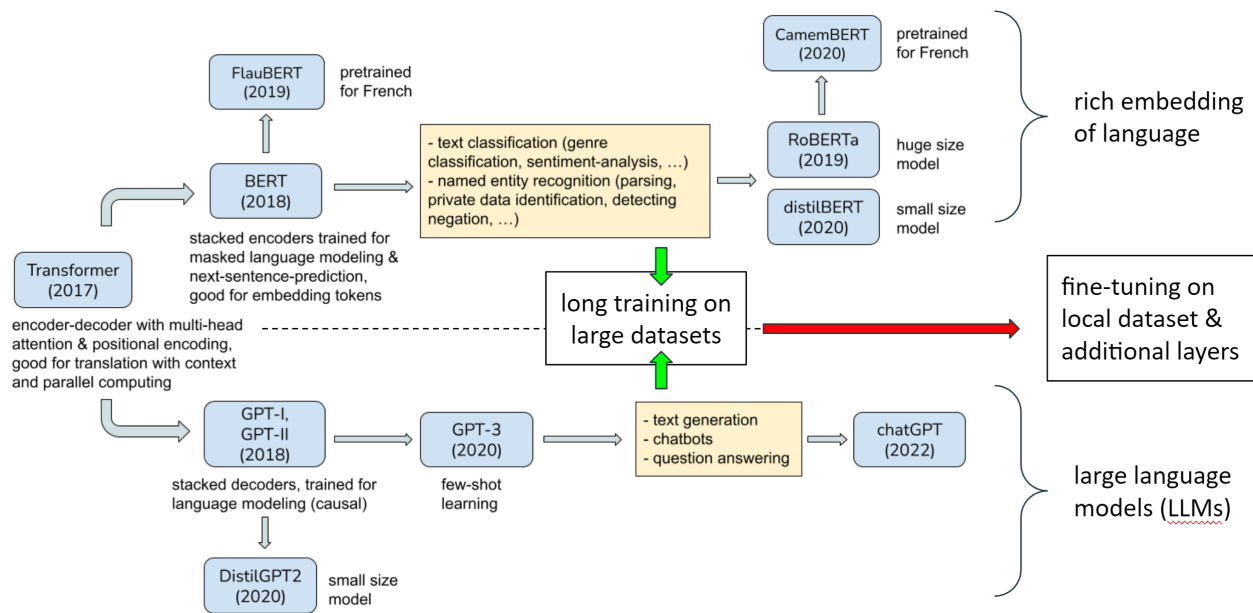 FlauBERT
(2019)
pretrained
for French
CamemBERT
(2020)
pretrained
for French
BERT
(2018)
- text classification (genre
classification, sentiment-analysis, …)
- named entity recognition (parsing,
private data identification, detecting
negation, …)
RoBERTa
(2019)
huge size
model
distilBERT
(2020)
small size
model
rich embedding
of language
stacked encoders trained for
masked language modeling &
next-sentence-prediction,
good for embedding tokens
Transformer
(2017)
encoder-decoder with multi-head
attention & positional encoding,
good for translation with context
and parallel computing
long training on
large datasets
fine-tuning on
local dataset &
additional layers
GPT-I,
GPT-II
(2018)
stacked decoders, trained for
language modeling (causal)
GPT-3
(2020)
few-shot
learning
- text generation
- chatbots
- question answering
chatGPT
(2022)
large language
models (LLMs)
DistilGPT2
(2020)
small size
model